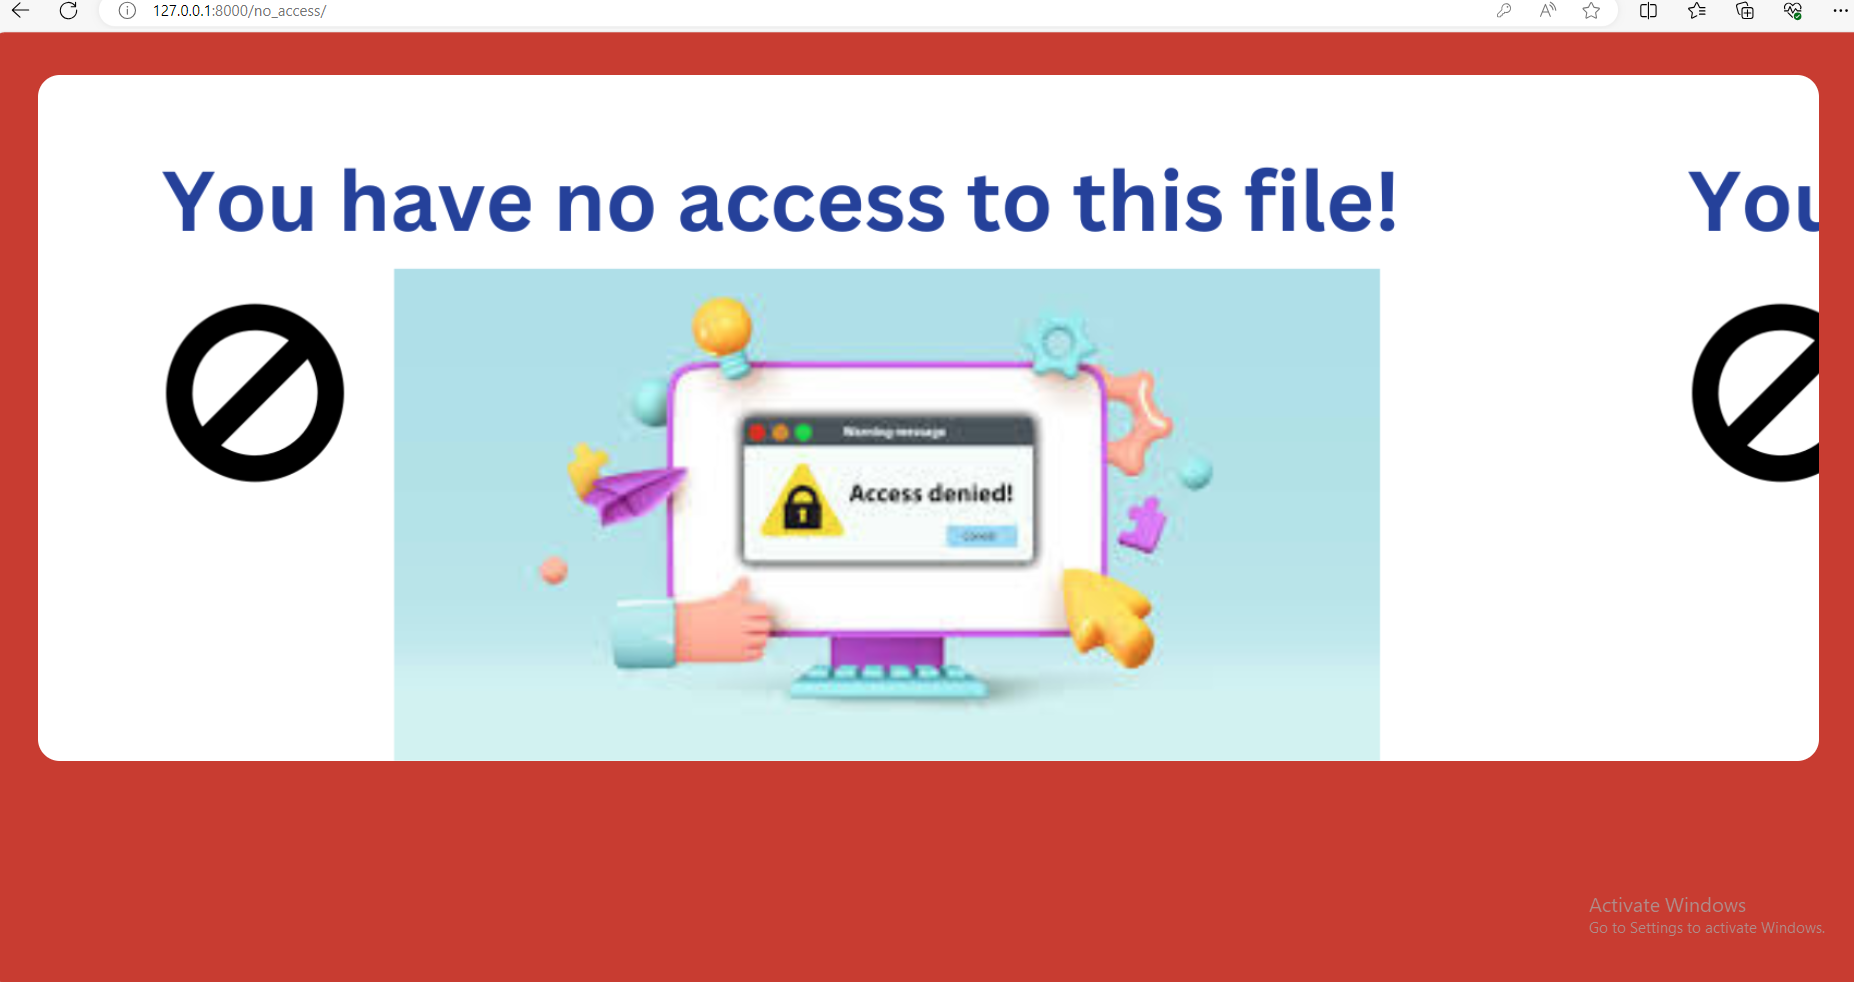 127.0.0.1:8000/no_access/
You have no access to this file!
You
Warning message
Access denied!
Activate Windows
Go to Settings to activate Windows.